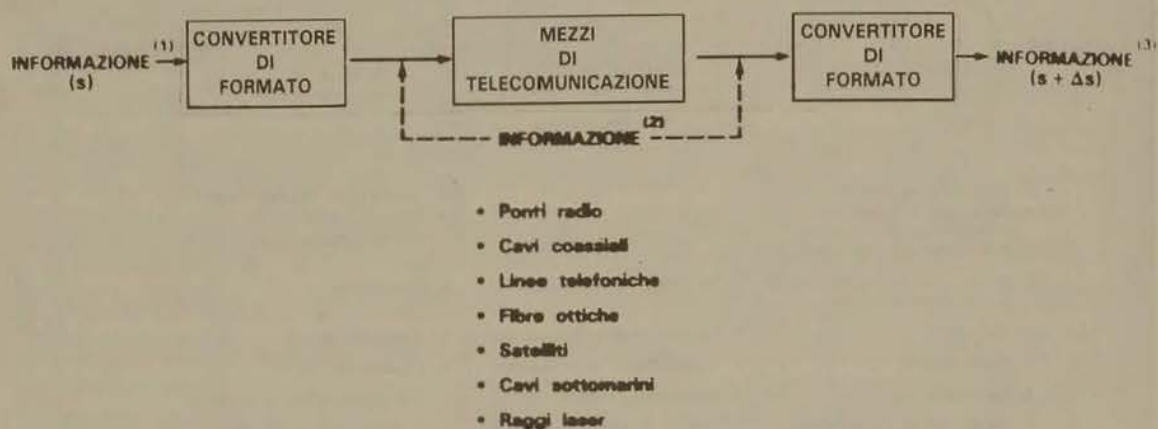 INFORMAZIONE (1)
(s)
CONVERTITORE
DI
FORMATO
MEZZI
DI
TELECOMUNICAZIONE
CONVERTITORE
DI
FORMATO
INFORMAZIONE (3)
(s + Δs)
INFORMAZIONE (2)
• Ponti radio
• Cavi coassiali
• Linee telefoniche
• Fibre ottiche
• Satelliti
• Cavi sottomarini
• Raggi laser